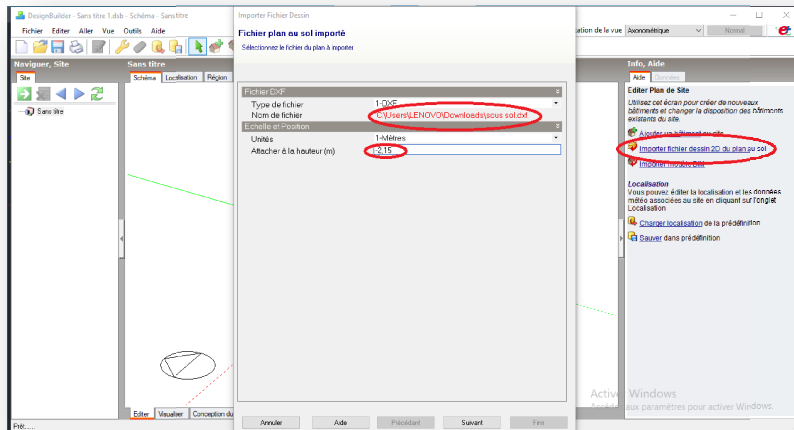 DesignBuilder - Sans titre 1.dsb - Schéma - Sans titre
Importer Fichier Dessin
Fichier Editer Aller Vue Outils Aide
Fichier plan au sol importé
Sélectionnez le fichier du plan à importer
ation de la vue Axonométrique Normal
Naviguer, Site
Sans titre
Info, Aide
Site
Schéma Localisation Région
Aide Données
Sans titre
Fichier DXF
Type de fichier 1-DXF
Nom de fichier C:\Users\LENOVO\Downloads\sous sol.dxf
Echelle et Position
Unités 1-Mètres
Attacher à la hauteur (m) -2,15
Editer Plan de Site
Utilisez cet écran pour créer de nouveaux
bâtiments et changer la disposition des bâtiments
existants du site.
Ajouter un bâtiment au site
Importer fichier dessin 2D du plan au sol
Importer modèle BIM
Localisation
Vous pouvez éditer la localisation et les données
météo associées au site en cliquant sur l'onglet
Localisation
Charger localisation de la prédéfinition
Sauver dans prédéfinition
Activer Windows
Accédez aux paramètres pour activer Windows.
Editer Visualiser Conception du
Annuler Aide Précédant Suivant Finir
Prêt.....